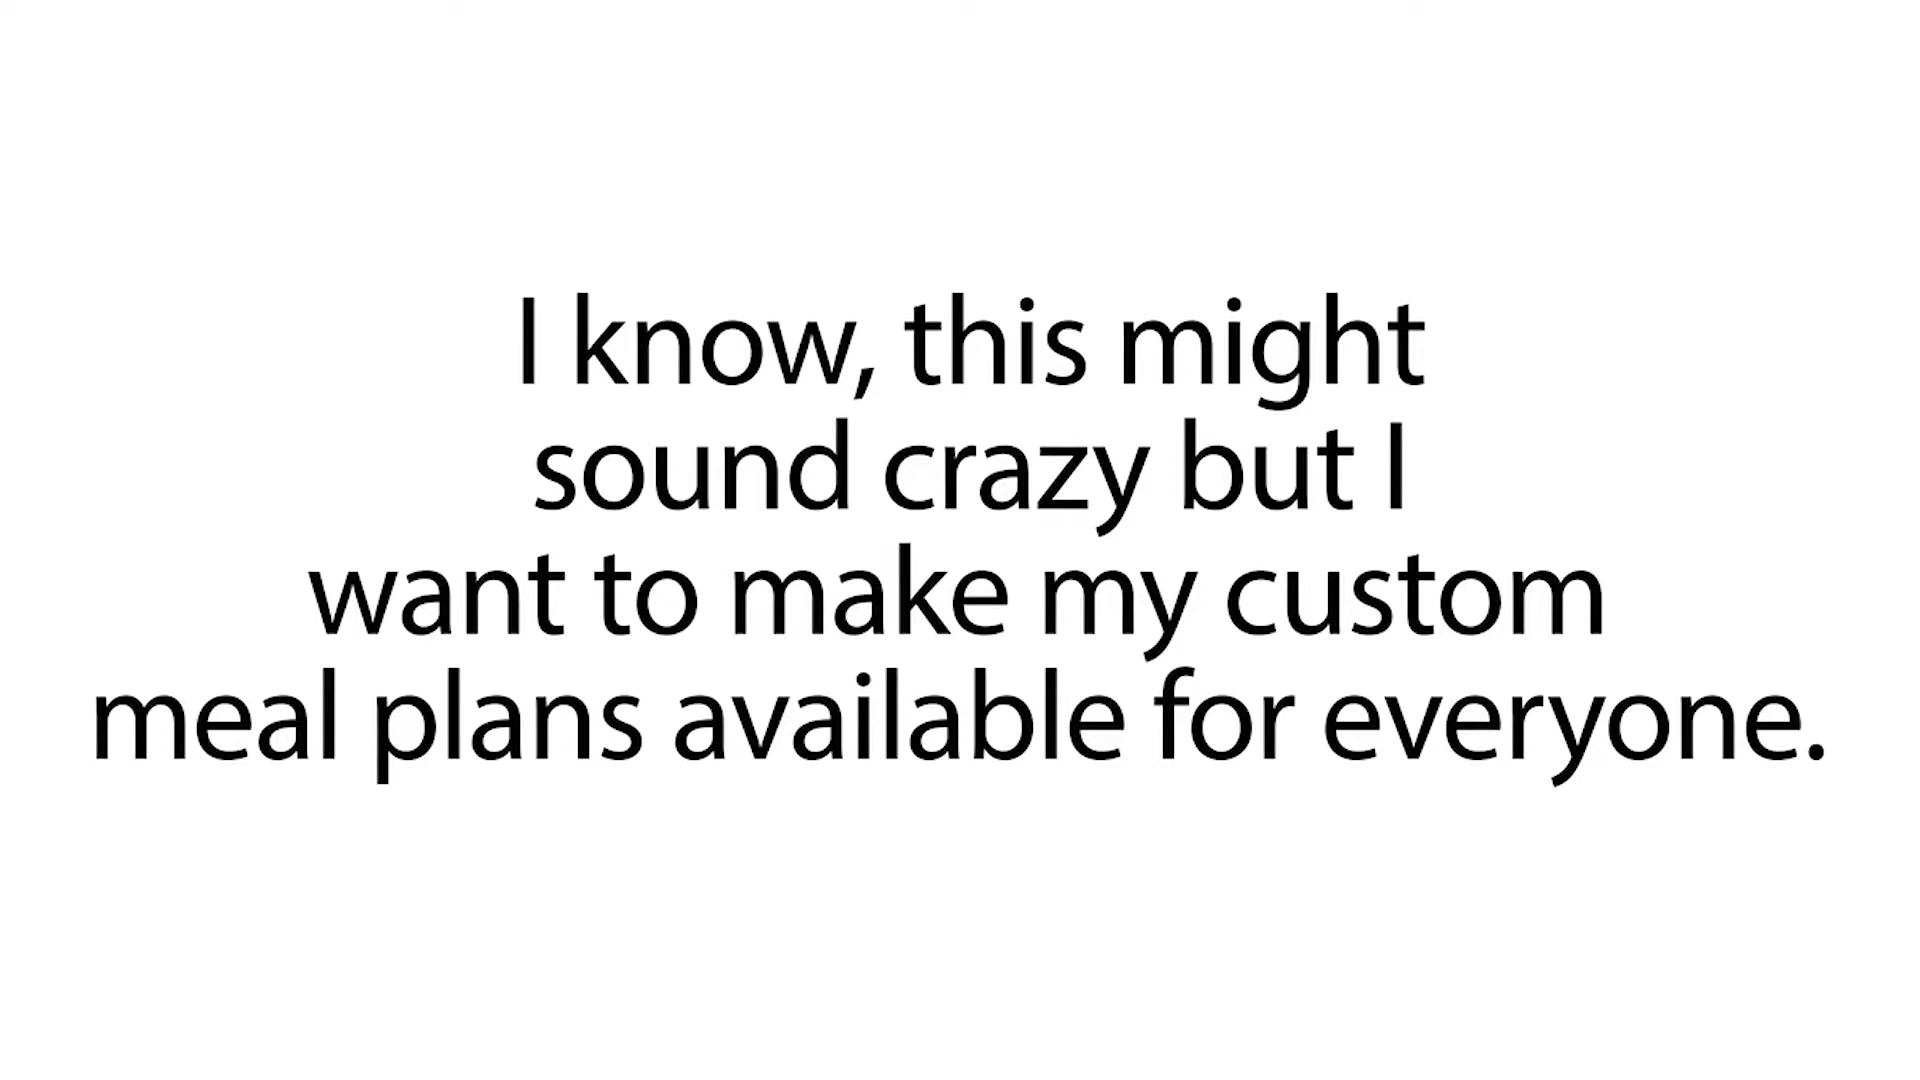 I know, this might
sound crazy but I
want to make my custom
meal plans available for everyone.